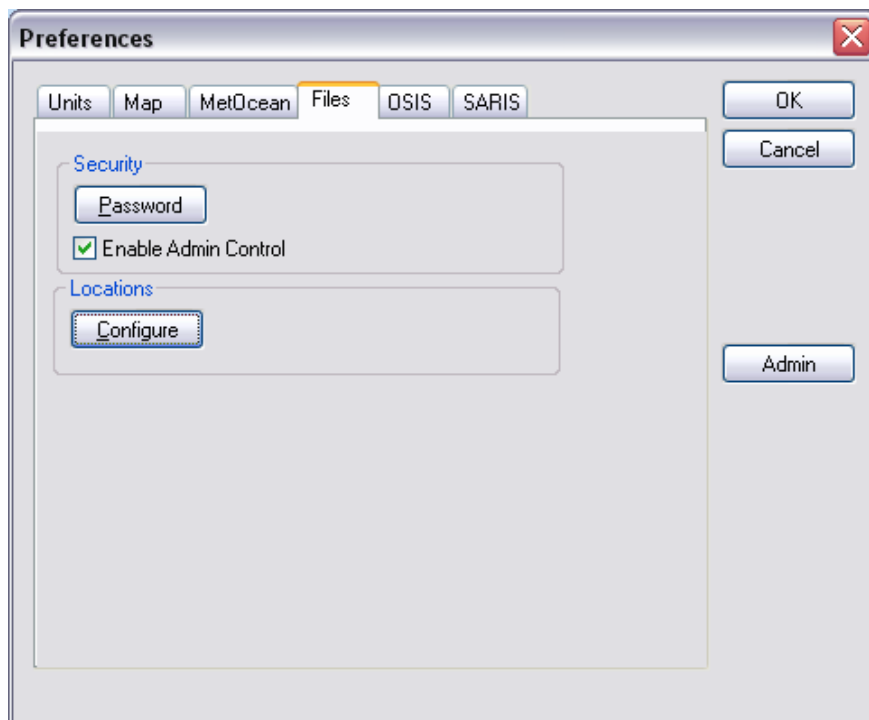 Preferences
Units Map MetOcean Files OSIS SARIS
OK
Cancel
Security
Password
Enable Admin Control
Locations
Configure
Admin